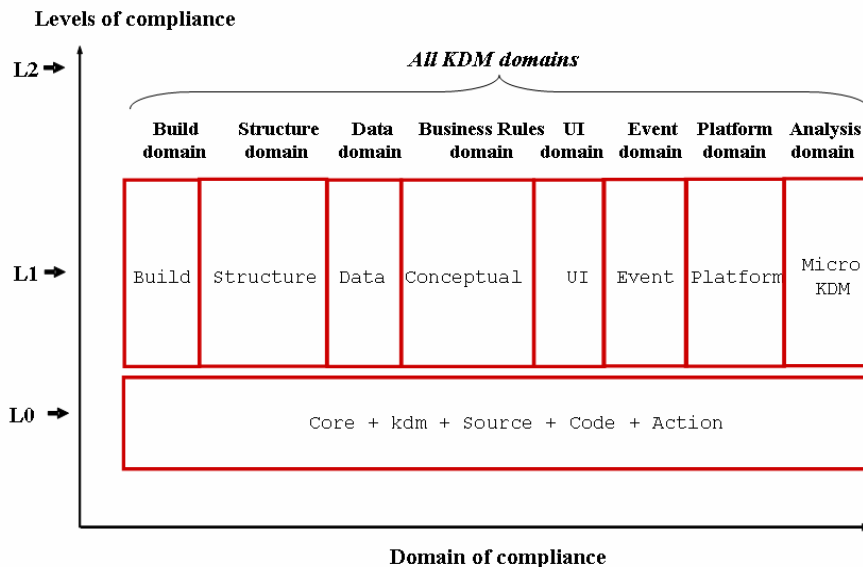 Levels of compliance
L2
All KDM domains
Build domain
Structure domain
Data domain
Business Rules domain
UI domain
Event domain
Platform domain
Analysis domain
L1
Build
Structure
Data
Conceptual
UI
Event
Platform
Micro
KDM
L0
Core + kdm + Source + Code + Action
Domain of compliance